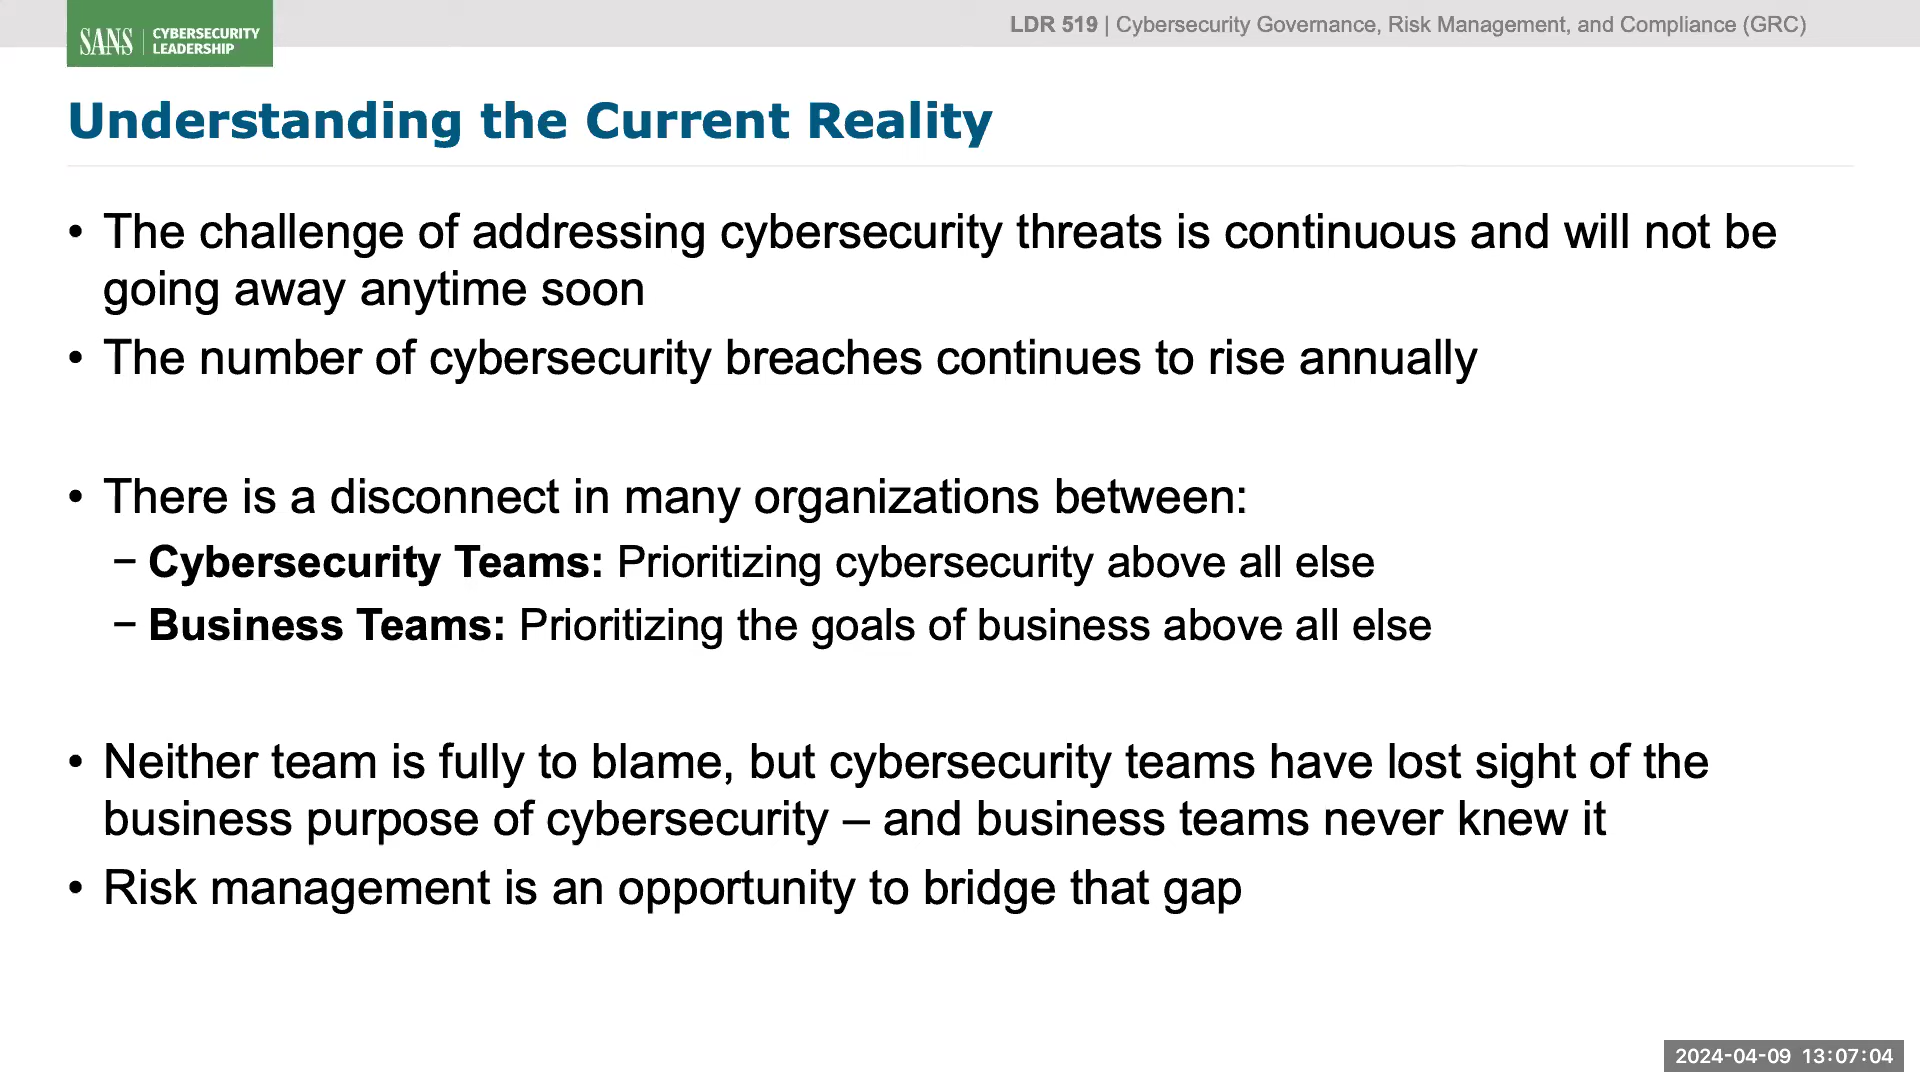 SANS | CYBERSECURITY
LEADERSHIP
LDR 519 | Cybersecurity Governance, Risk Management, and Compliance (GRC)
Understanding the Current Reality
• The challenge of addressing cybersecurity threats is continuous and will not be
going away anytime soon
• The number of cybersecurity breaches continues to rise annually
• There is a disconnect in many organizations between:
− Cybersecurity Teams: Prioritizing cybersecurity above all else
− Business Teams: Prioritizing the goals of business above all else
• Neither team is fully to blame, but cybersecurity teams have lost sight of the
business purpose of cybersecurity – and business teams never knew it
• Risk management is an opportunity to bridge that gap
2024-04-09 13:07:04